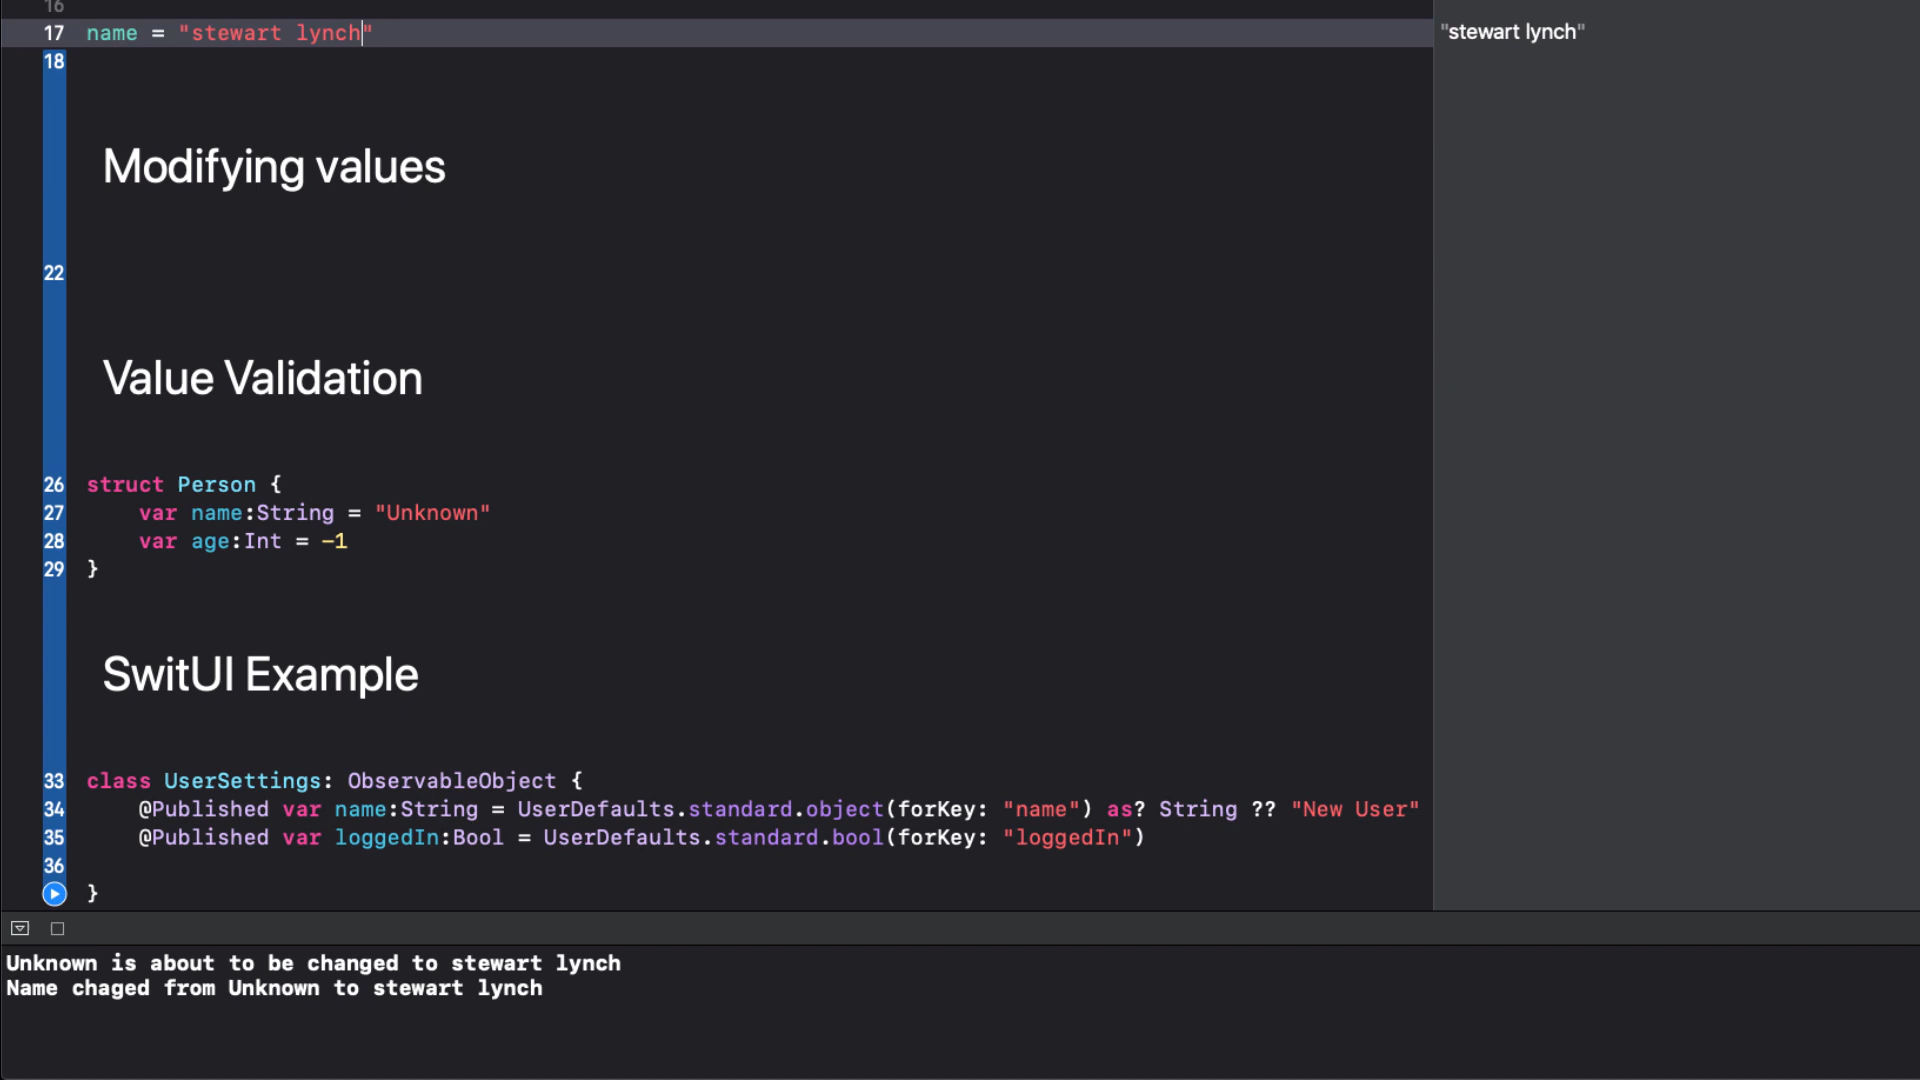 16
17 name = "stewart lynch"
"stewart lynch"
18
Modifying values
22
Value Validation
26 struct Person {
27 var name:String = "Unknown"
28 var age:Int = -1
29 }
SwitUI Example
33 class UserSettings: ObservableObject {
34 @Published var name:String = UserDefaults.standard.object(forKey: "name") as? String ?? "New User"
35 @Published var loggedIn:Bool = UserDefaults.standard.bool(forKey: "loggedIn")
36
}
Unknown is about to be changed to stewart lynch
Name chaged from Unknown to stewart lynch